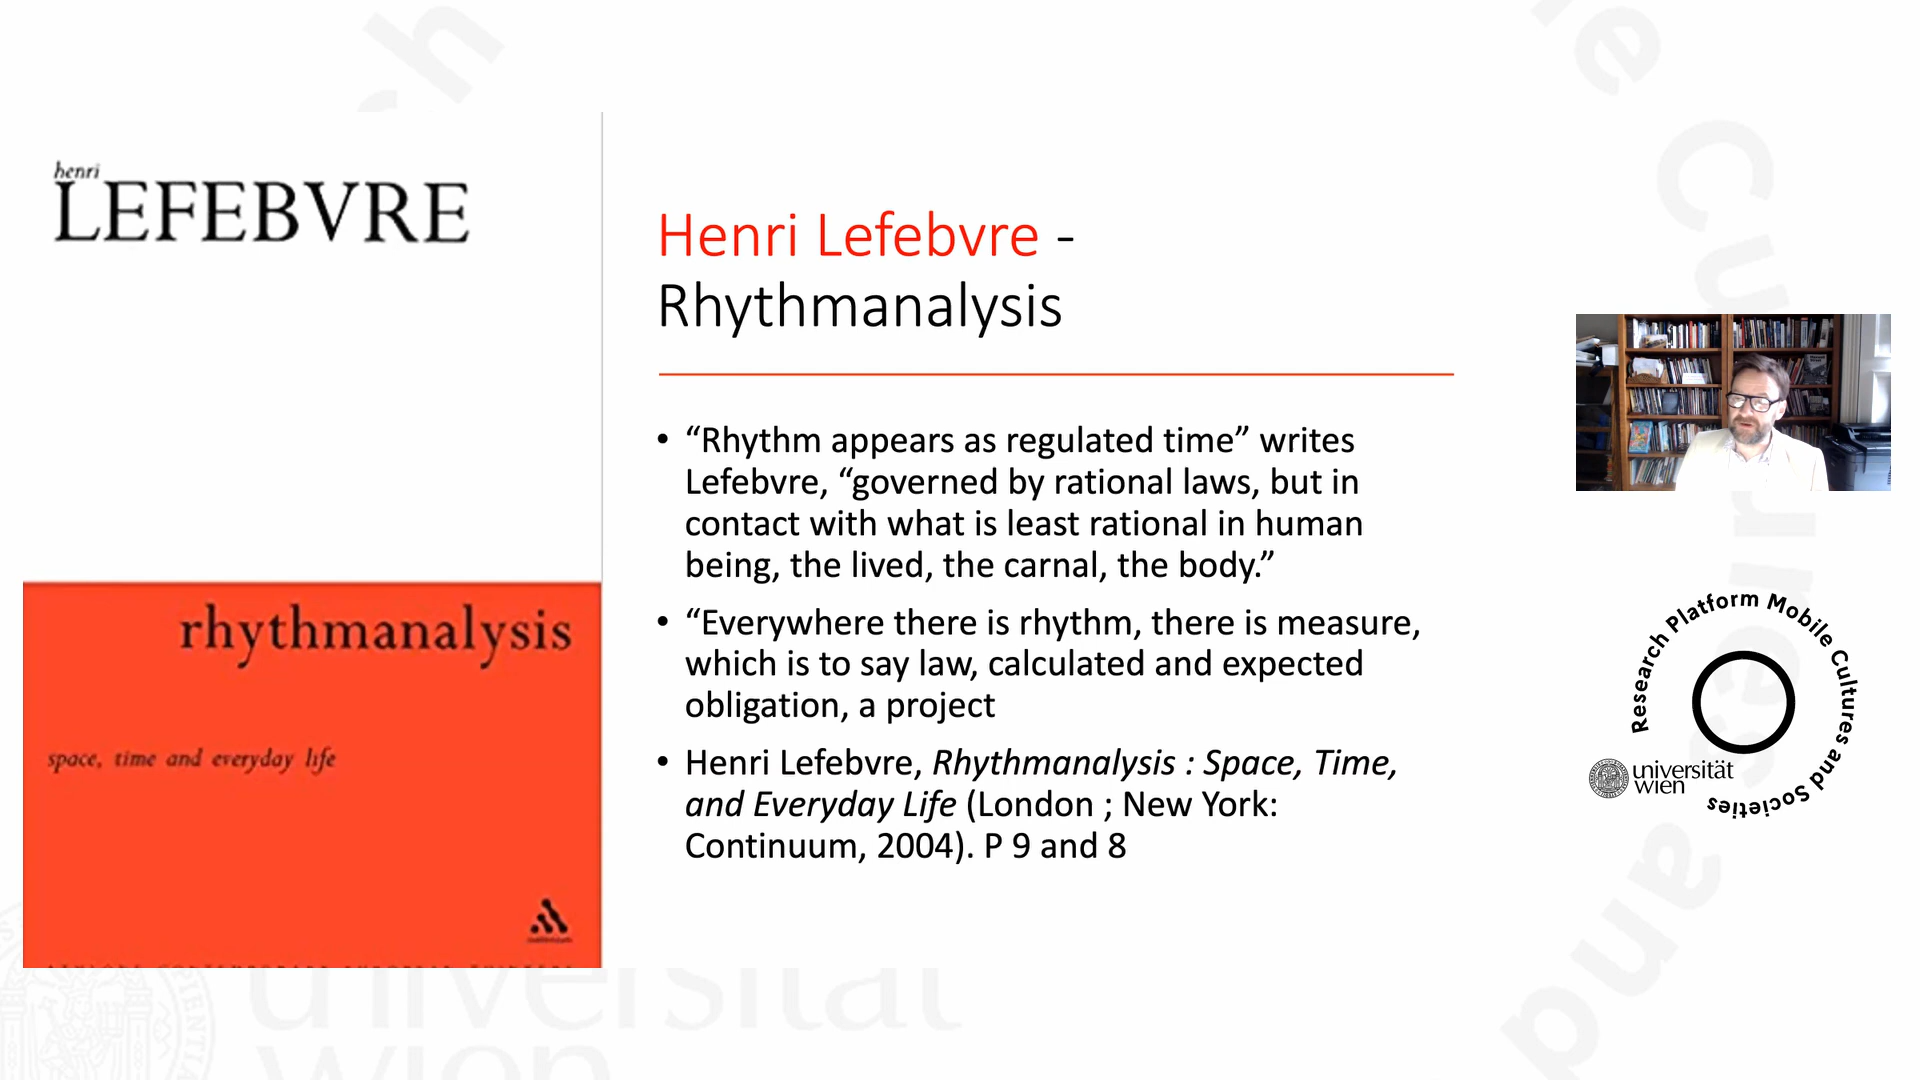 henri
LEFEBVRE
rhythmanalysis
space, time and everyday life
Henri Lefebvre -
Rhythmanalysis
• “Rhythm appears as regulated time” writes
Lefebvre, “governed by rational laws, but in
contact with what is least rational in human
being, the lived, the carnal, the body.”
• “Everywhere there is rhythm, there is measure,
which is to say law, calculated and expected
obligation, a project
• Henri Lefebvre, Rhythmanalysis : Space, Time,
and Everyday Life (London ; New York:
Continuum, 2004). P 9 and 8
Research Platform Mobile Cultures and Societies
universität
wien
universität
wien